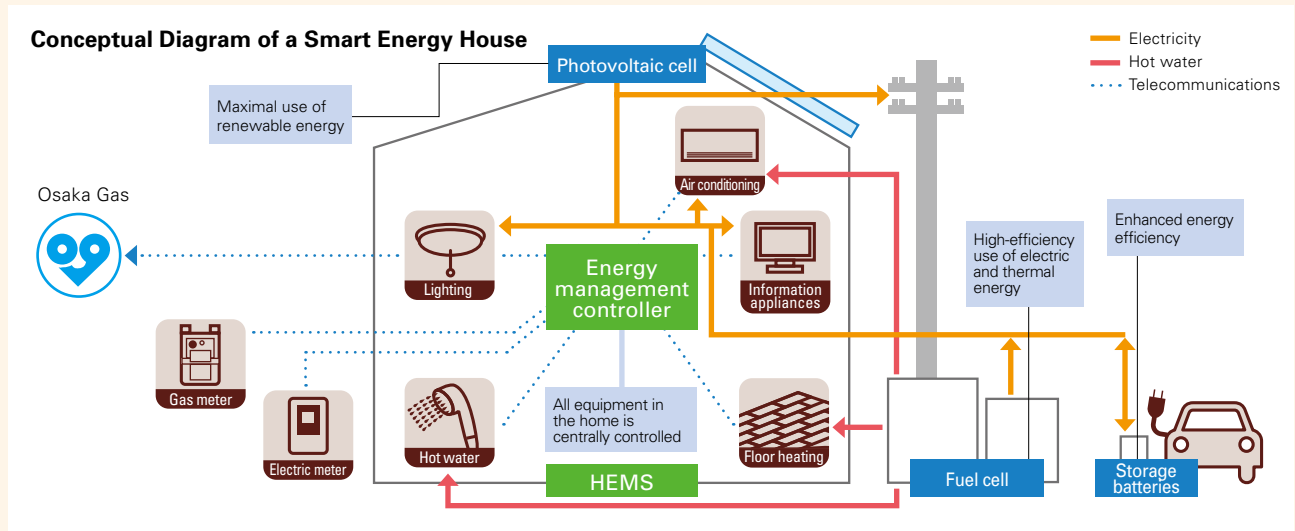 Conceptual Diagram of a Smart Energy House
Photovoltaic cell
Electricity
Hot water
Telecommunications
Maximal use of
renewable energy
Air conditioning
Osaka Gas
Lighting
Energy
management
controller
Information
appliances
High-efficiency
use of electric
and thermal
energy
Enhanced energy
efficiency
Gas meter
Electric meter
Hot water
All equipment in
the home is
centrally controlled
Floor heating
HEMS
Fuel cell
Storage
batteries